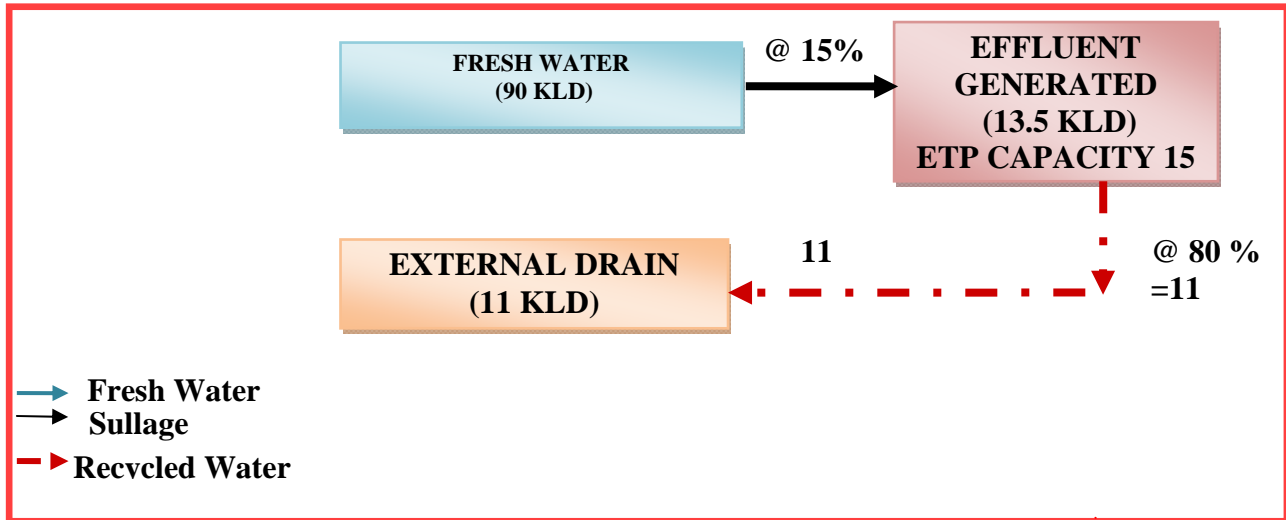 FRESH WATER
(90 KLD)
@ 15%
EFFLUENT
GENERATED
(13.5 KLD)
ETP CAPACITY 15
EXTERNAL DRAIN
(11 KLD)
11
@ 80 %
=11
Fresh Water
Sullage
Recvcled Water